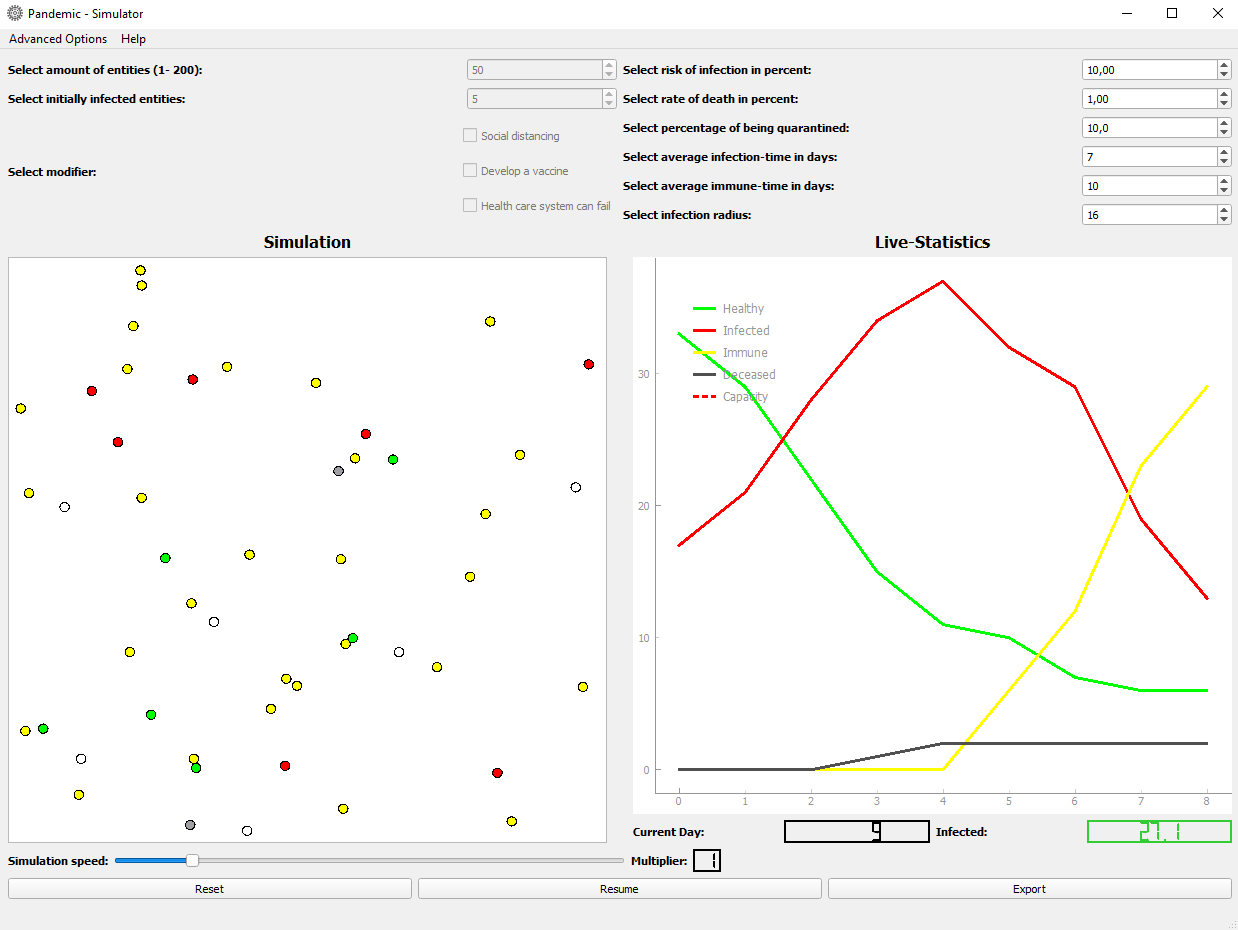 Pandemic - Simulator
Advanced Options Help
Select amount of entities (1- 200): 50
Select initially infected entities: 5
Social distancing
Select modifier: Develop a vaccine
Health care system can fail
Select risk of infection in percent: 10,00
Select rate of death in percent: 1,00
Select percentage of being quarantined: 10,0
Select average infection-time in days: 7
Select average immune-time in days: 10
Select infection radius: 16
Simulation
Live-Statistics
Healthy
Infected
Immune
Deceased
Capacity
30
20
10
0
0 1 2 3 4 5 6 7 8
Current Day: 9 Infected: 27.1
Simulation speed: Multiplier: 1
Reset Resume Export